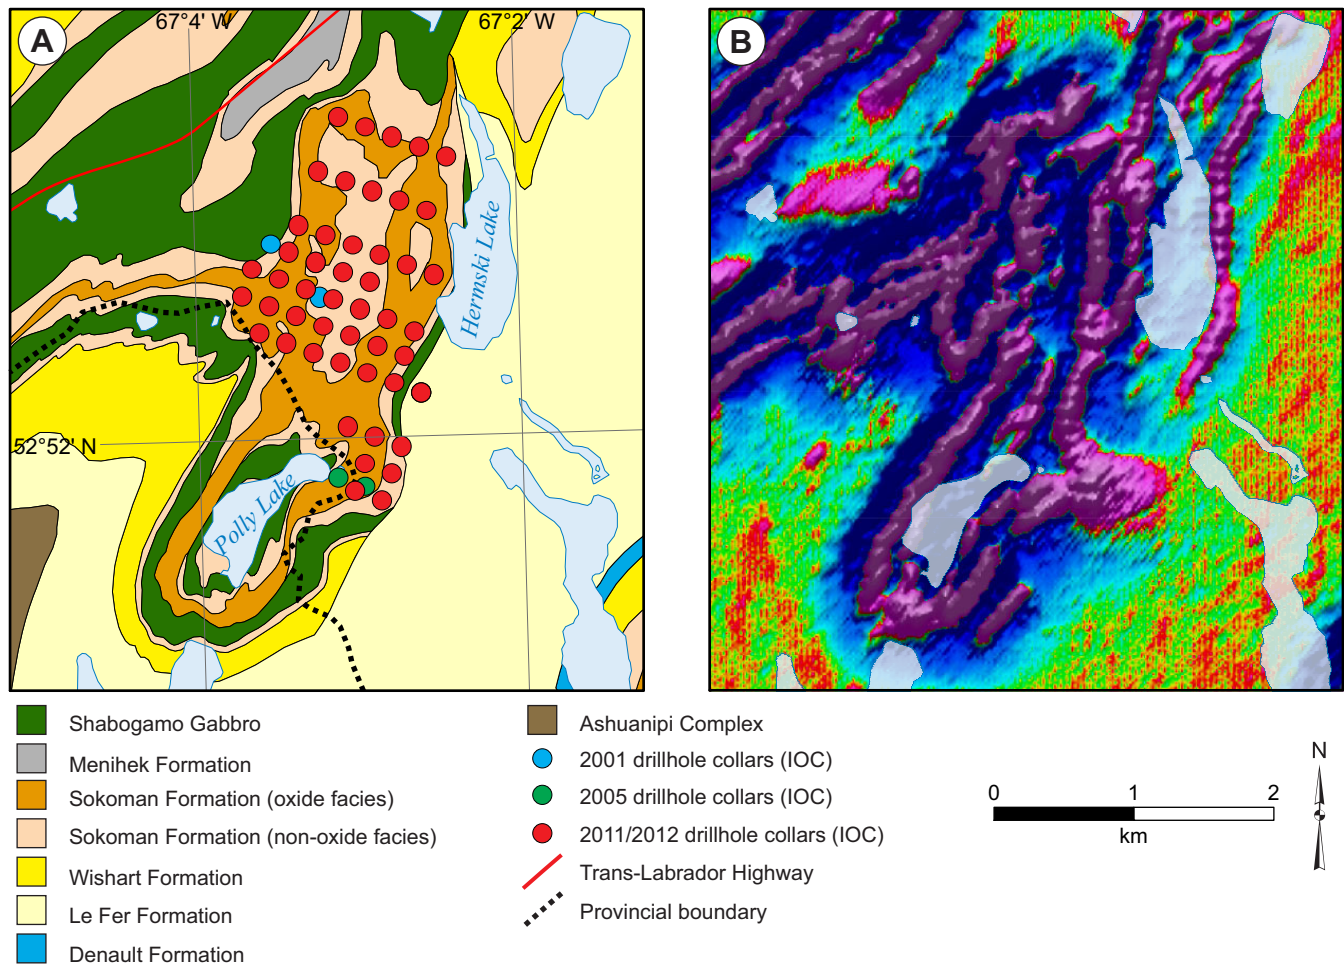 A
67°4' W
67°2' W
B
Hermski Lake
52°52' N
Polly Lake
Shabogamo Gabbro
Menihek Formation
Sokoman Formation (oxide facies)
Sokoman Formation (non-oxide facies)
Wishart Formation
Le Fer Formation
Denault Formation
Ashuanipi Complex
2001 drillhole collars (IOC)
2005 drillhole collars (IOC)
2011/2012 drillhole collars (IOC)
Trans-Labrador Highway
Provincial boundary
0 1 2
km
N